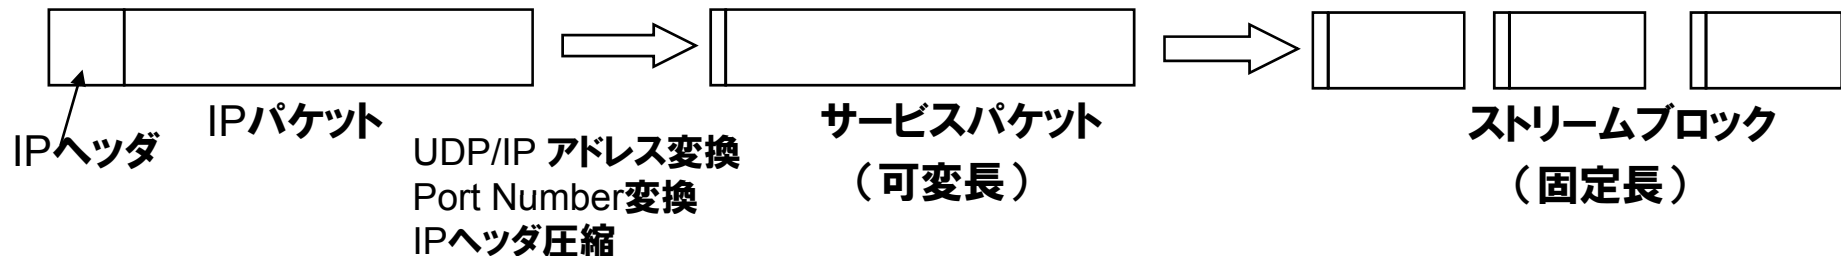 IPヘッダ
IPパケット
UDP/IP アドレス変換
Port Number変換
IPヘッダ圧縮
サービスパケット
（可変長）
ストリームブロック
（固定長）